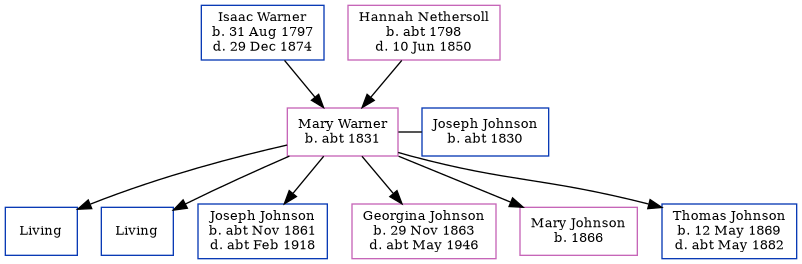 Isaac Warner
b. 31 Aug 1797
d. 29 Dec 1874
Hannah Nethersoll
b. abt 1798
d. 10 Jun 1850
Mary Warner
b. abt 1831
Joseph Johnson
b. abt 1830
Living
Living
Joseph Johnson
b. abt Nov 1861
d. abt Feb 1918
Georgina Johnson
b. 29 Nov 1863
d. abt May 1946
Mary Johnson
b. 1866
Thomas Johnson
b. 12 May 1869
d. abt May 1882